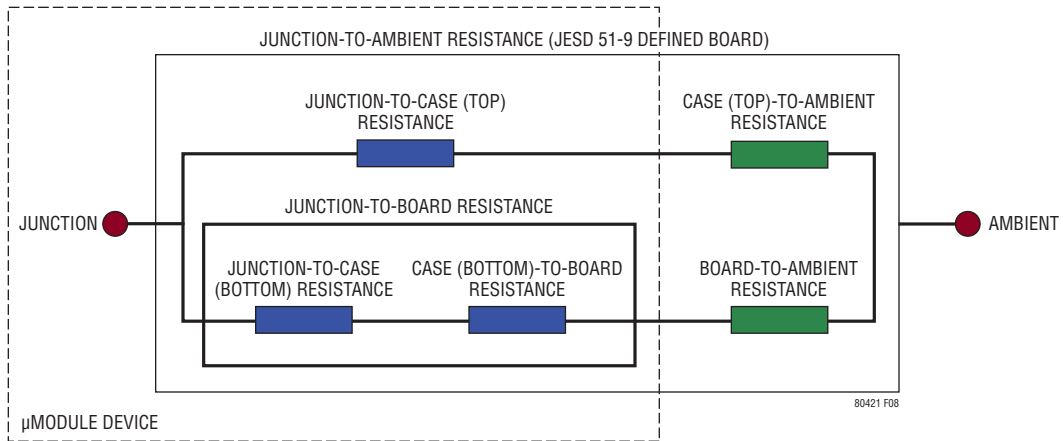 JUNCTION-TO-AMBIENT RESISTANCE (JESD 51-9 DEFINED BOARD)
JUNCTION-TO-CASE (TOP)
RESISTANCE
CASE (TOP)-TO-AMBIENT
RESISTANCE
JUNCTION-TO-BOARD RESISTANCE
JUNCTION
AMBIENT
JUNCTION-TO-CASE
(BOTTOM) RESISTANCE
CASE (BOTTOM)-TO-BOARD
RESISTANCE
BOARD-TO-AMBIENT
RESISTANCE
80421 F08
µMODULE DEVICE